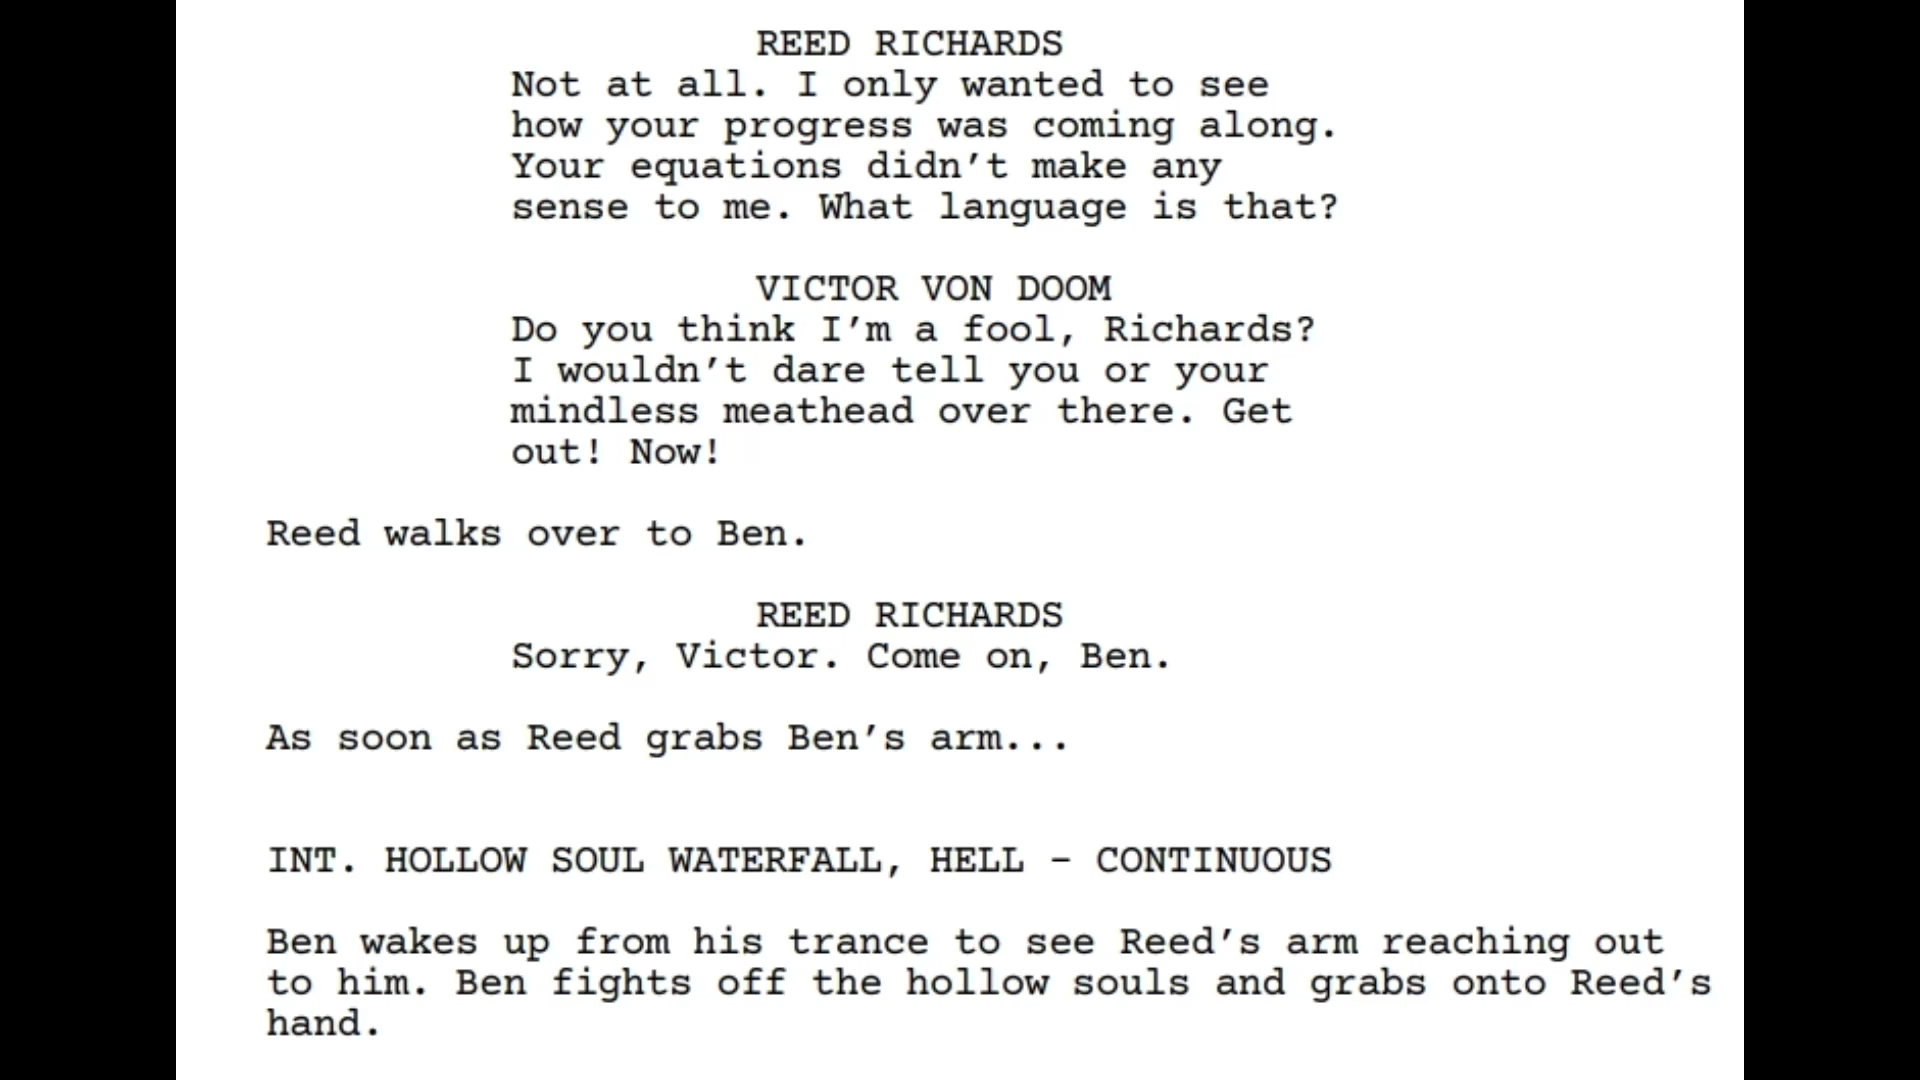 REED RICHARDS
Not at all. I only wanted to see
how your progress was coming along.
Your equations didn’t make any
sense to me. What language is that?
VICTOR VON DOOM
Do you think I’m a fool, Richards?
I wouldn’t dare tell you or your
mindless meathead over there. Get
out! Now!
Reed walks over to Ben.
REED RICHARDS
Sorry, Victor. Come on, Ben.
As soon as Reed grabs Ben’s arm...
INT. HOLLOW SOUL WATERFALL, HELL - CONTINUOUS
Ben wakes up from his trance to see Reed’s arm reaching out
to him. Ben fights off the hollow souls and grabs onto Reed’s
hand.